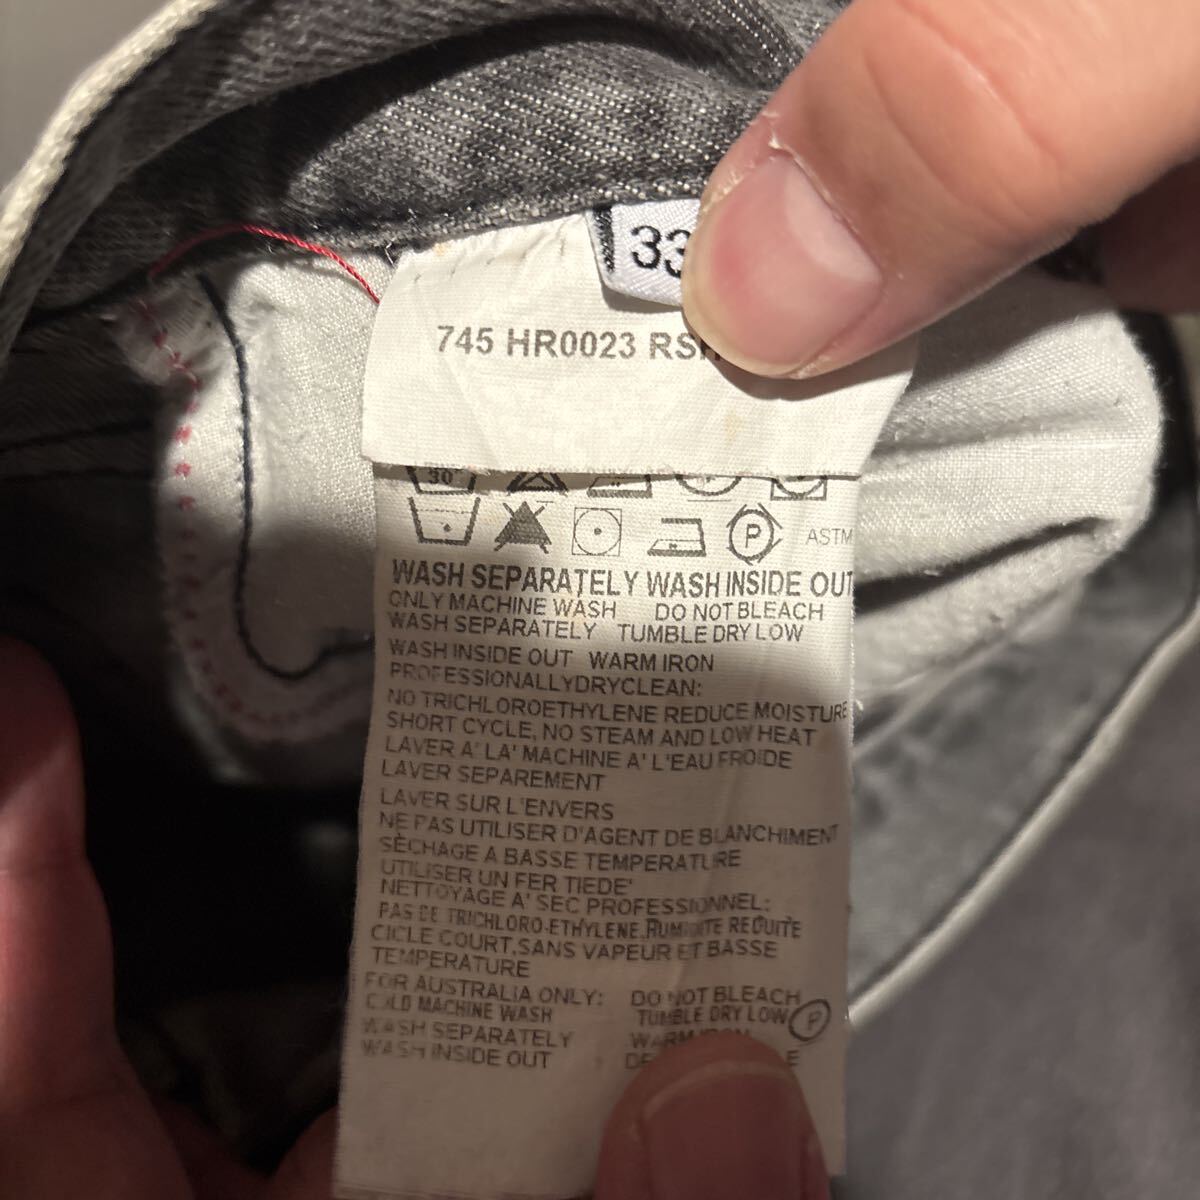 33
745 HR0023
30
P ASTM
WASH SEPARATELY WASH INSIDE OUT
ONLY MACHINE WASH DO NOT BLEACH
WASH SEPARATELY TUMBLE DRY LOW
WASH INSIDE OUT WARM IRON
PROFESSIONALLYDRYCLEAN:
NO TRICHLOROETHYLENE REDUCE MOISTURE
SHORT CYCLE, NO STEAM AND LOW HEAT
LAVER A' LA' MACHINE A' L'EAU FROIDE
LAVER SEPAREMENT
LAVER SUR L'ENVERS
NE PAS UTILISER D'AGENT DE BLANCHIMENT
SÈCHAGE A BASSE TEMPERATURE
UTILISER UN FER TIEDE'
NETTOYAGE A' SEC PROFESSIONNEL:
PAS DE TRICHLORO-ETHYLENE, REDUITE
CICLE COURT,SANS VAPEUR ET BASSE
TEMPERATURE
FOR AUSTRALIA ONLY: DO NOT BLEACH
COLD MACHINE WASH TUMBLE DRY LOW P
WASH SEPARATELY WARM IRON
WASH INSIDE OUT